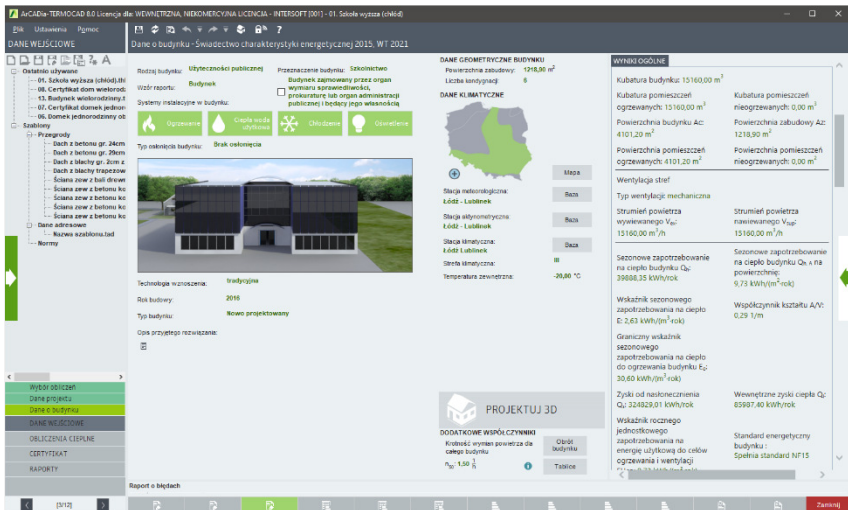 ArCADia-TERMOCAD 8.0 Licencja dla: WEWNĘTRZNA, NIEKOMERCYJNA LICENCJA - INTERSOFT [001] - 01. Szkoła wyższa (chłód)
Plik Ustawienia Pomoc
DANE WEJŚCIOWE
Dane o budynku - Świadectwo charakterystyki energetycznej 2015, WT 2021
Ostatnio używane
01. Szkoła wyższa (chłód).th
08. Certyfikat dom wielorodz
13. Budynek wielorodzinny.t
07. Certyfikat domek jednorr
06. Domek jednorodzinny ob
Szablony
Przegrody
Dach z betonu gr. 24cm
Dach z betonu gr. 29cm
Dach z blachy gr. 2cm z
Dach z blachy trapezow
Ściana zew z bali drewn
Ściana zew z betonu ko
Ściana zew z betonu ko
Ściana zew z betonu ko
Ściana zew z betonu ko
Dane adresowe
Nazwa szablonu.tad
Normy
Wybór obliczeń
Dane projektu
Dane o budynku
DANE WEJŚCIOWE
OBLICZENIA CIEPLNE
CERTYFIKAT
RAPORTY
[3/12]
Rodzaj budynku: Użyteczności publicznej
Przeznaczenie budynku: Szkolnictwo
Wzór raportu: Budynek
Budynek zajmowany przez organ
wymiaru sprawiedliwości,
prokuraturę lub organ administracji
publicznej i będący jego własnością
Systemy instalacyjne w budynku:
Ogrzewanie
Ciepła woda
użytkowa
Chłodzenie
Oświetlenie
Typ osłonięcia budynku: Brak osłonięcia
Technologia wznoszenia: tradycyjna
Rok budowy: 2016
Typ budynku: Nowo projektowany
Opis przyjętego rozwiązania:
DANE GEOMETRYCZNE BUDYNKU
Powierzchnia zabudowy: 1218,90 m²
Liczba kondygnacji: 6
DANE KLIMATYCZNE
Mapa
Stacja meteorologiczna:
Łódź - Lublinek
Baza
Stacja aktynometryczna:
Łódź - Lublinek
Baza
Stacja klimatyczna:
Łódź Lublinek
Baza
Strefa klimatyczna: III
Temperatura zewnętrzna: -20,00 °C
PROJEKTUJ 3D
DODATKOWE WSPÓŁCZYNNIKI
Krotność wymian powietrza dla
całego budynku
Obrót
budynku
n50: 1,50 1/h
Tablice
WYNIKI OGÓLNE
Kubatura budynku: 15160,00 m³
Kubatura pomieszczeń
ogrzewanych: 15160,00 m³
Kubatura pomieszczeń
nieogrzewanych: 0,00 m³
Powierzchnia budynku Ac:
4101,20 m²
Powierzchnia zabudowy Az:
1218,90 m²
Powierzchnia pomieszczeń
ogrzewanych: 4101,20 m²
Powierzchnia pomieszczeń
nieogrzewanych: 0,00 m²
Wentylacja stref
Typ wentylacji: mechaniczna
Strumień powietrza
wywiewanego Vex:
15160,00 m³/h
Strumień powietrza
nawiewanego Vsup:
15160,00 m³/h
Sezonowe zapotrzebowanie
na ciepło budynku Qh:
39888,35 kWh/rok
Sezonowe zapotrzebowanie
na ciepło budynku Qh A na
powierzchnię:
9,73 kWh/(m²·rok)
Wskaźnik sezonowego
zapotrzebowania na ciepło
E: 2,63 kWh/(m³·rok)
Współczynnik kształtu A/V:
0,29 1/m
Graniczny wskaźnik
sezonowego
zapotrzebowania na ciepło
do ogrzewania budynku E0:
30,60 kWh/(m³·rok)
Zyski od nasłonecznienia
Qs: 324829,01 kWh/rok
Wewnętrzne zyski ciepła Qi:
85987,40 kWh/rok
Wskaźnik rocznego
jednostkowego
zapotrzebowania na
energię użytkową do celów
ogrzewania i wentylacji
Standard energetyczny
budynku :
Spełnia standard NF15
Raport o błędach
Zamknij